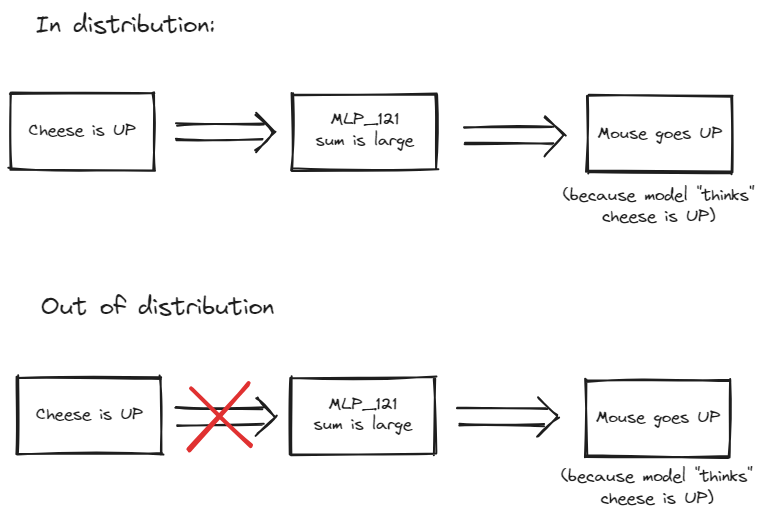 In distribution:
Cheese is UP
MLP_121
sum is large
Mouse goes UP
(because model "thinks"
cheese is UP)
Out of distribution
Cheese is UP
MLP_121
sum is large
Mouse goes UP
(because model "thinks"
cheese is UP)